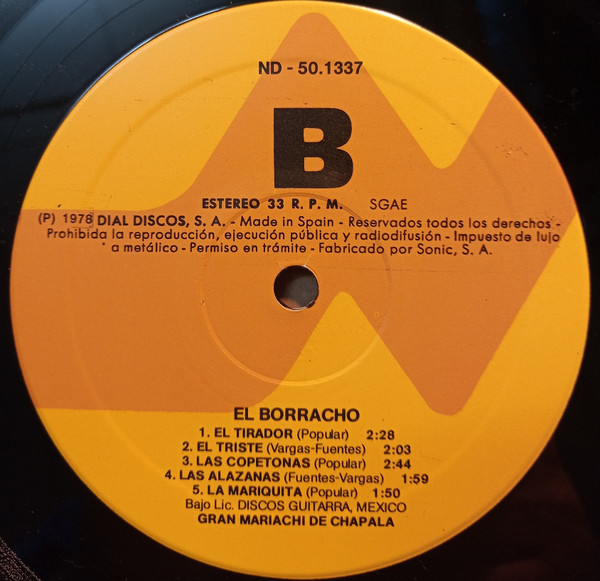 ND - 50.1337
B
ESTEREO 33 R. P. M. SGAE
(P) 1978 DIAL DISCOS, S. A. - Made in Spain - Reservados todos los derechos -
Prohibida la reproducción, ejecución pública y radiodifusión - Impuesto de lujo
a metálico - Permiso en trámite - Fabricado por Sonic, S. A.
EL BORRACHO
1. EL TIRADOR (Popular) 2:28
2. EL TRISTE (Vargas-Fuentes) 2:03
3. LAS COPETONAS (Popular) 2:44
4. LAS ALAZANAS (Fuentes-Vargas) 1:59
5. LA MARIQUITA (Popular) 1:50
Bajo Lic. DISCOS GUITARRA, MEXICO
GRAN MARIACHI DE CHAPALA